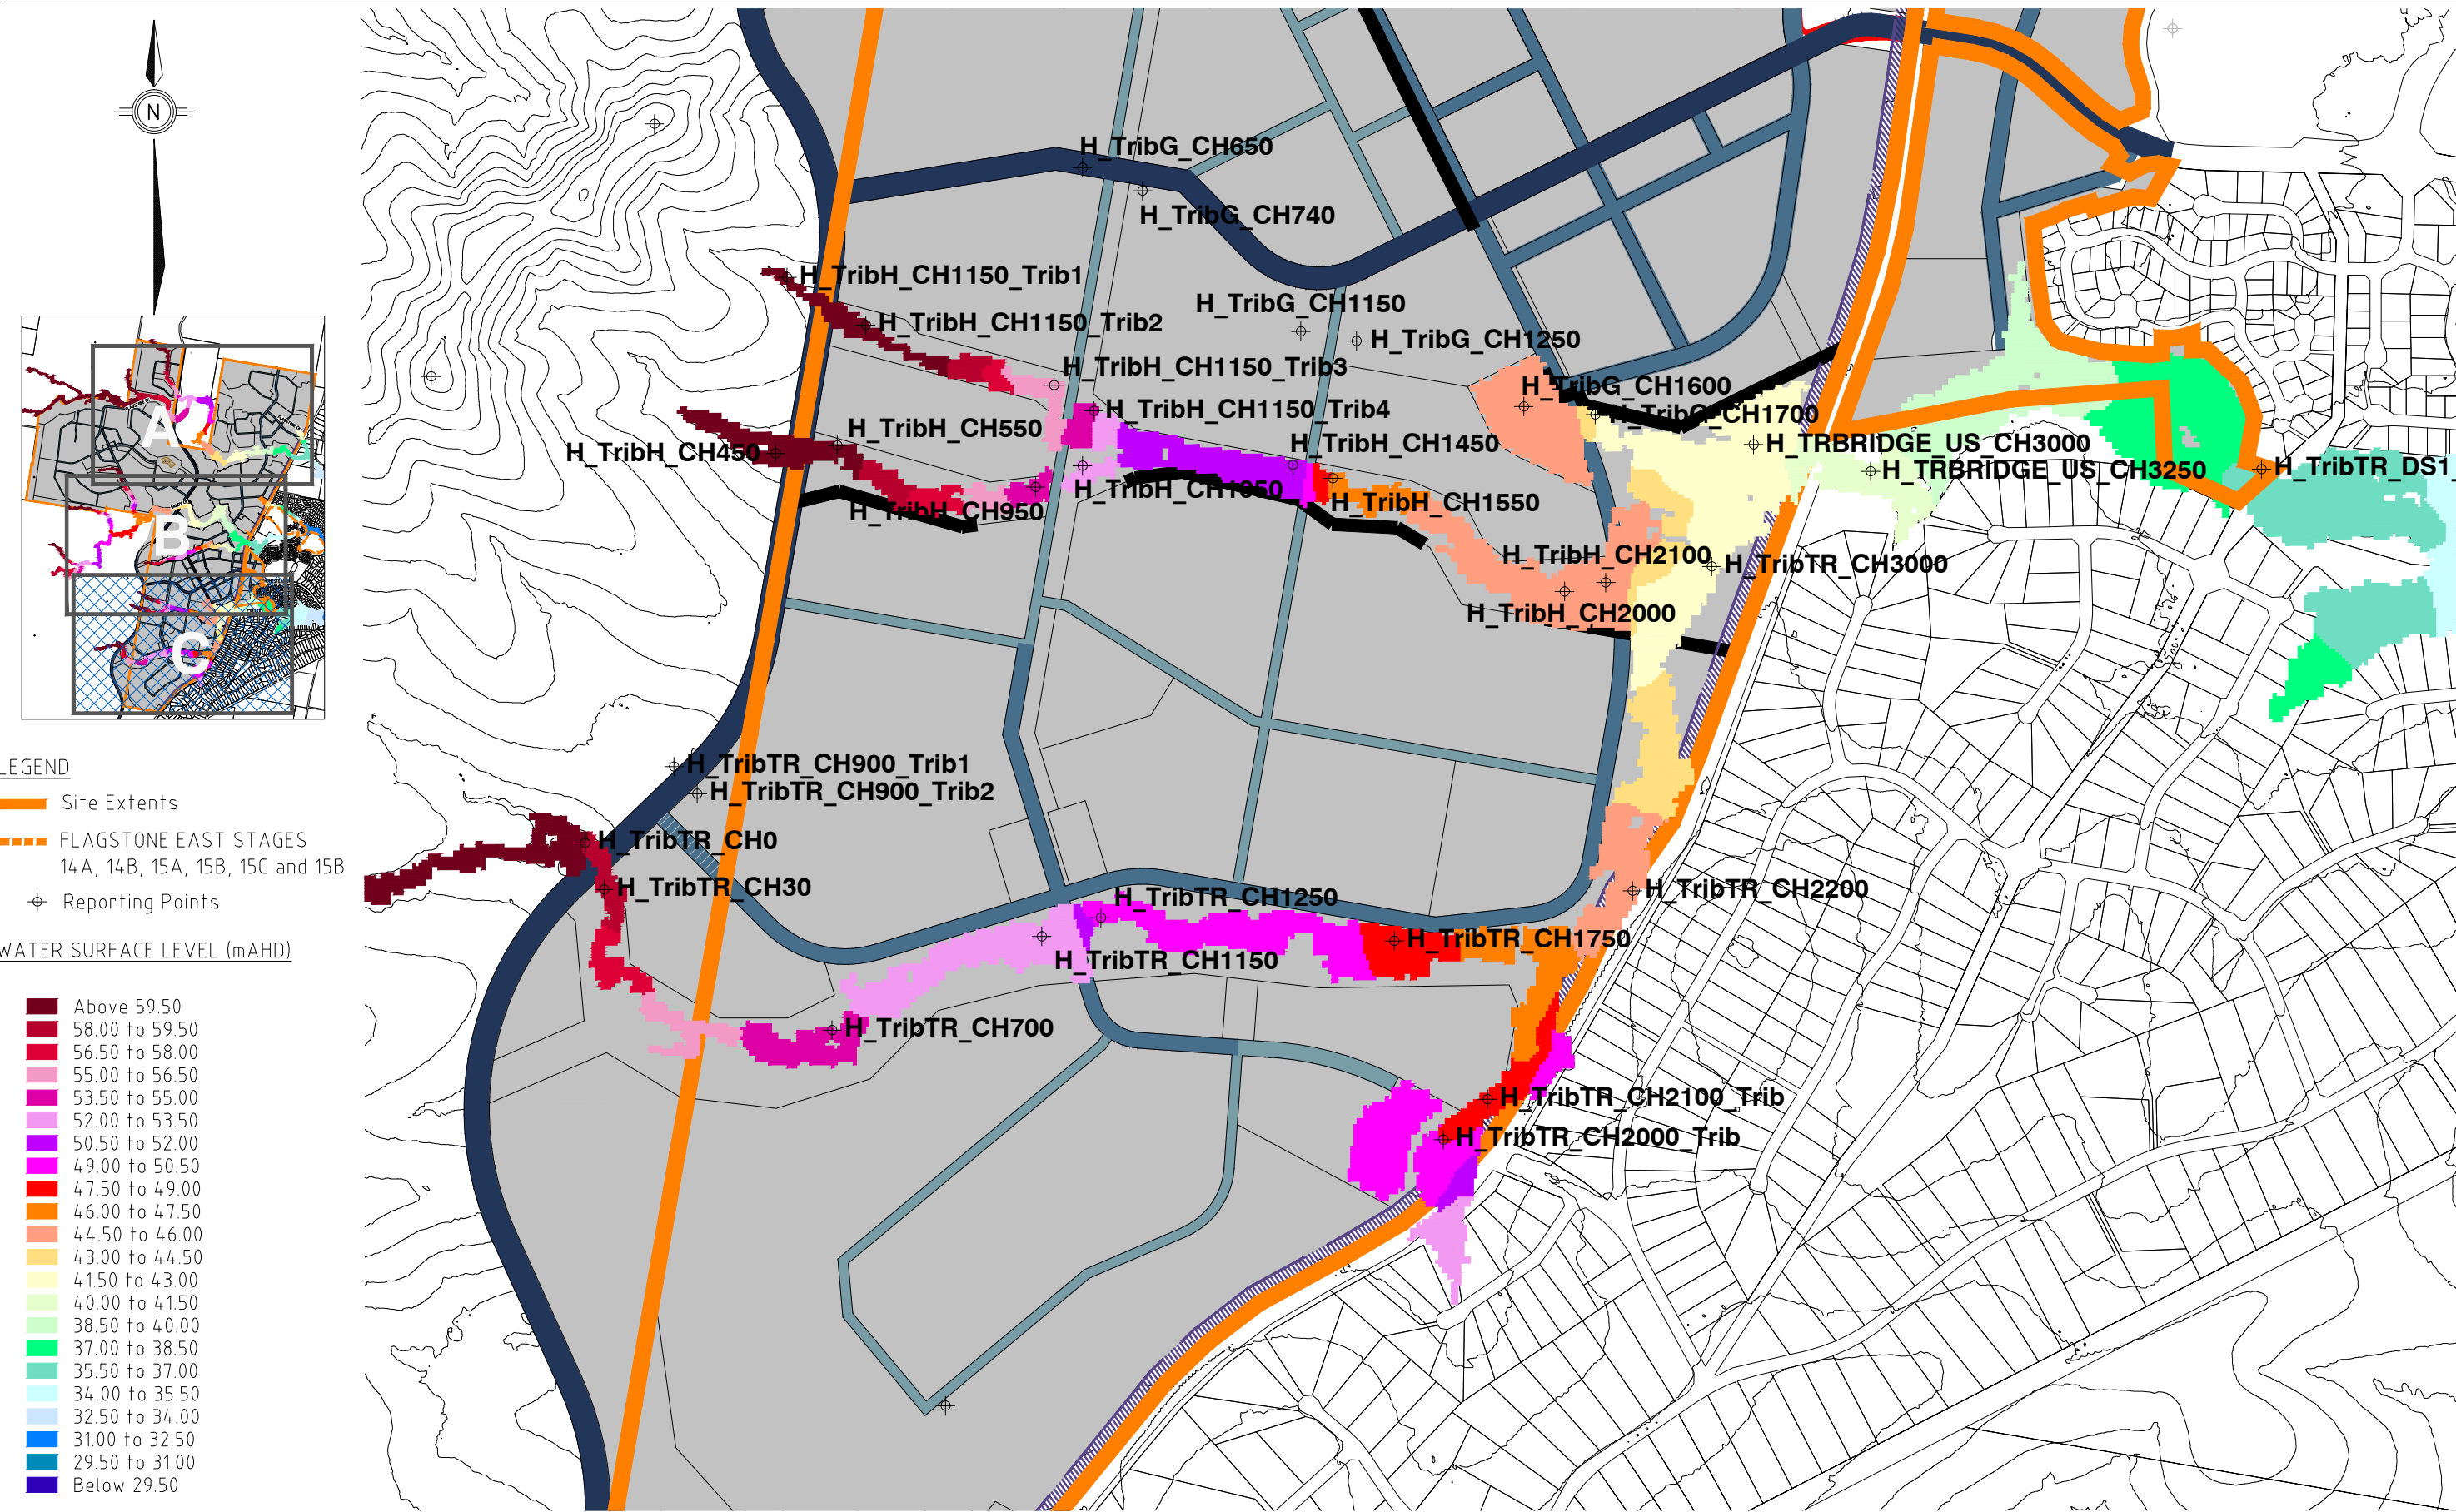 N
A
B
C
LEGEND
Site Extents
FLAGSTONE EAST STAGES
14A, 14B, 15A, 15B, 15C and 15B
Reporting Points
WATER SURFACE LEVEL (mAHD)
Above 59.50
58.00 to 59.50
56.50 to 58.00
55.00 to 56.50
53.50 to 55.00
52.00 to 53.50
50.50 to 52.00
49.00 to 50.50
47.50 to 49.00
46.00 to 47.50
44.50 to 46.00
43.00 to 44.50
41.50 to 43.00
40.00 to 41.50
38.50 to 40.00
37.00 to 38.50
35.50 to 37.00
34.00 to 35.50
32.50 to 34.00
31.00 to 32.50
29.50 to 31.00
Below 29.50
H_TribG_CH650
H_TribG_CH740
H_TribH_CH1150_Trib1
H_TribG_CH1150
H_TribH_CH1150_Trib2
H_TribG_CH1250
H_TribH_CH1150_Trib3
H_TribG_CH1600
H_TribH_CH1150_Trib4
H_TribG_CH1700
H_TribH_CH550
H_TribH_CH1450
H_TRBRIDGE_US_CH3000
H_TribH_CH450
H_TRBRIDGE_US_CH3250
H_TribTR_DS1_
H_TribH_CH1350
H_TribH_CH1550
H_TribH_CH950
H_TribH_CH2100
H_TribTR_CH3000
H_TribH_CH2000
H_TribTR_CH900_Trib1
H_TribTR_CH900_Trib2
H_TribTR_CH0
H_TribTR_CH30
H_TribTR_CH2200
H_TribTR_CH1250
H_TribTR_CH1750
H_TribTR_CH1150
H_TribTR_CH700
H_TribTR_CH2100_Trib
H_TribTR_CH2000_Trib